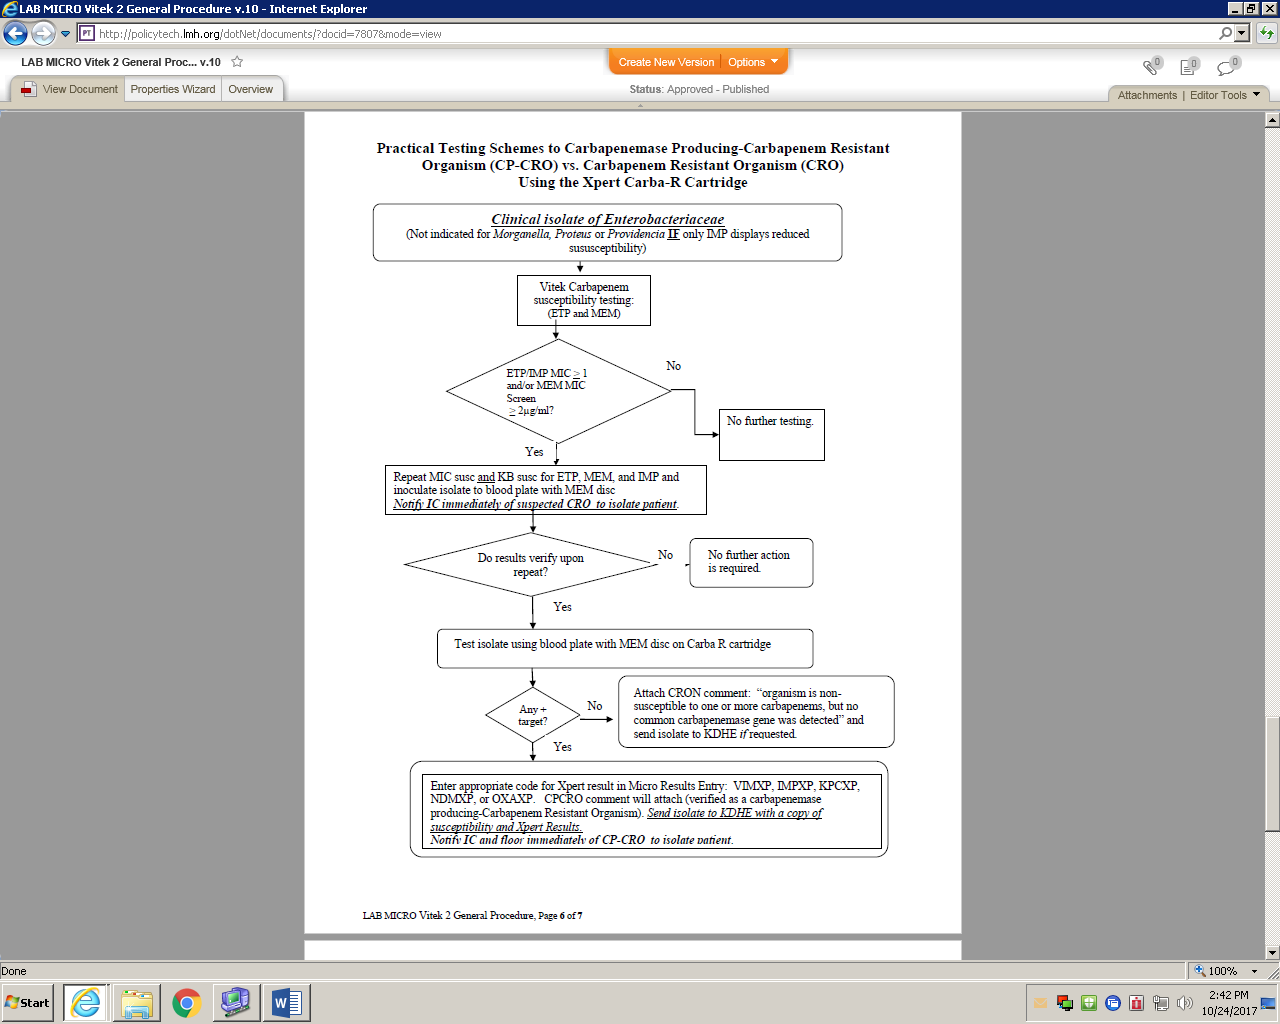 LAB MICRO Vitek 2 General Procedure v.10 - Internet Explorer
http://policytech.lmh.org/dotNet/documents/?docid=7807&mode=view
LAB MICRO Vitek 2 General Proc... v.10
Create New Version
Options
0
0
0
View Document
Properties Wizard
Overview
Status: Approved - Published
Attachments | Editor Tools
Practical Testing Schemes to Carbapenemase Producing-Carbapenem Resistant
Organism (CP-CRO) vs. Carbapenem Resistant Organism (CRO)
Using the Xpert Carba-R Cartridge
Clinical isolate of Enterobacteriaceae
(Not indicated for Morganella, Proteus or Providencia IF only IMP displays reduced
sususceptibility)
Vitek Carbapenem
susceptibility testing:
(ETP and MEM)
ETP/IMP MIC ≥ 1
and/or MEM MIC
Screen
≥ 2µg/ml?
No
No further testing.
Yes
Repeat MIC susc and KB susc for ETP, MEM, and IMP and
inoculate isolate to blood plate with MEM disc
Notify IC immediately of suspected CRO to isolate patient.
Do results verify upon
repeat?
No
No further action
is required.
Yes
Test isolate using blood plate with MEM disc on Carba R cartridge
Any +
target?
No
Attach CRON comment: “organism is non-
susceptible to one or more carbapenems, but no
common carbapenemase gene was detected” and
send isolate to KDHE if requested.
Yes
Enter appropriate code for Xpert result in Micro Results Entry: VIMXP, IMPXP, KPCXP,
NDMXP, or OXAXP. CPCRO comment will attach (verified as a carbapenemase
producing-Carbapenem Resistant Organism). Send isolate to KDHE with a copy of
susceptibility and Xpert Results.
Notify IC and floor immediately of CP-CRO to isolate patient.
LAB MICRO Vitek 2 General Procedure, Page 6 of 7
Done
100%
Start
2:42 PM
10/24/2017